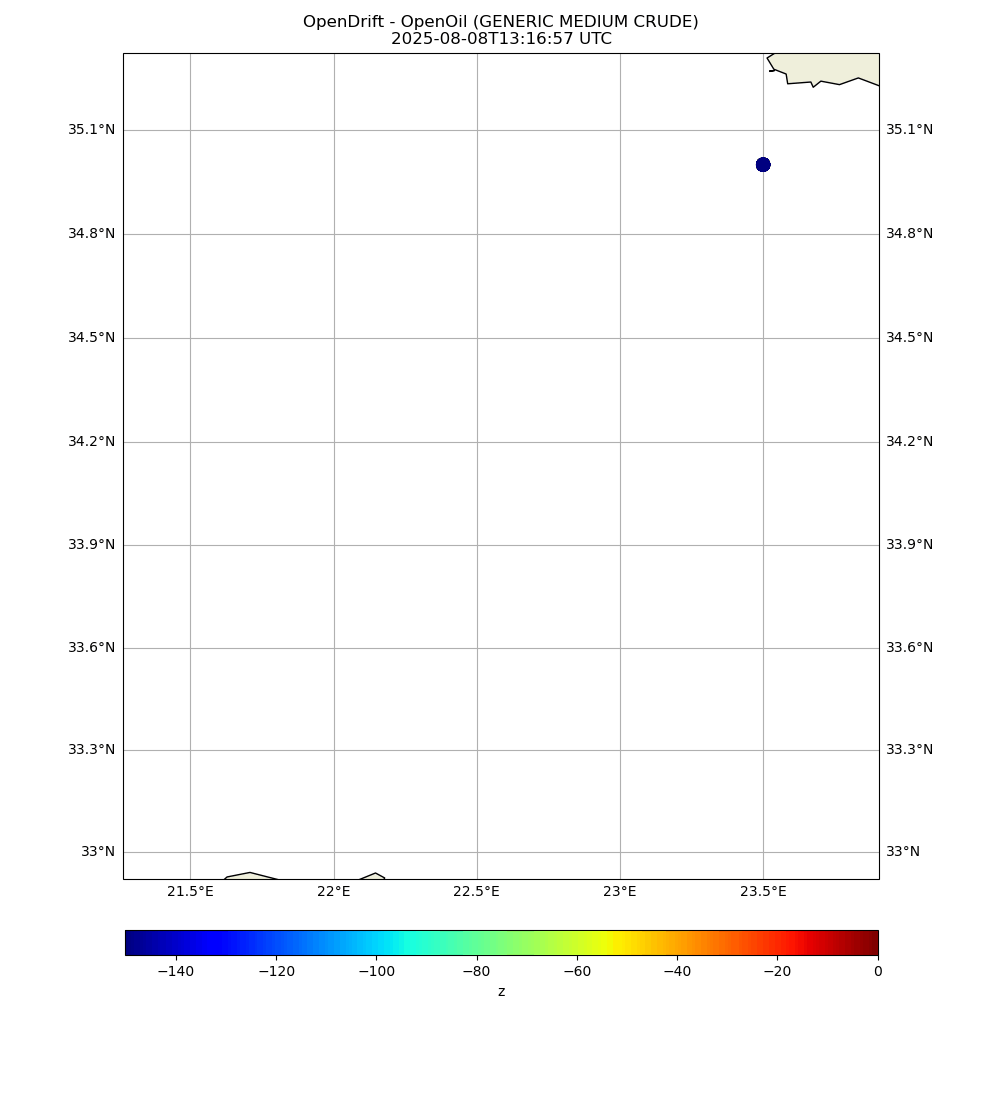 OpenDrift - OpenOil (GENERIC MEDIUM CRUDE)
2025-08-08T13:16:57 UTC
35.1°N 35.1°N
34.8°N 34.8°N
34.5°N 34.5°N
34.2°N 34.2°N
33.9°N 33.9°N
33.6°N 33.6°N
33.3°N 33.3°N
33°N 33°N
21.5°E 22°E 22.5°E 23°E 23.5°E
−140 −120 −100 −80 −60 −40 −20 0
z